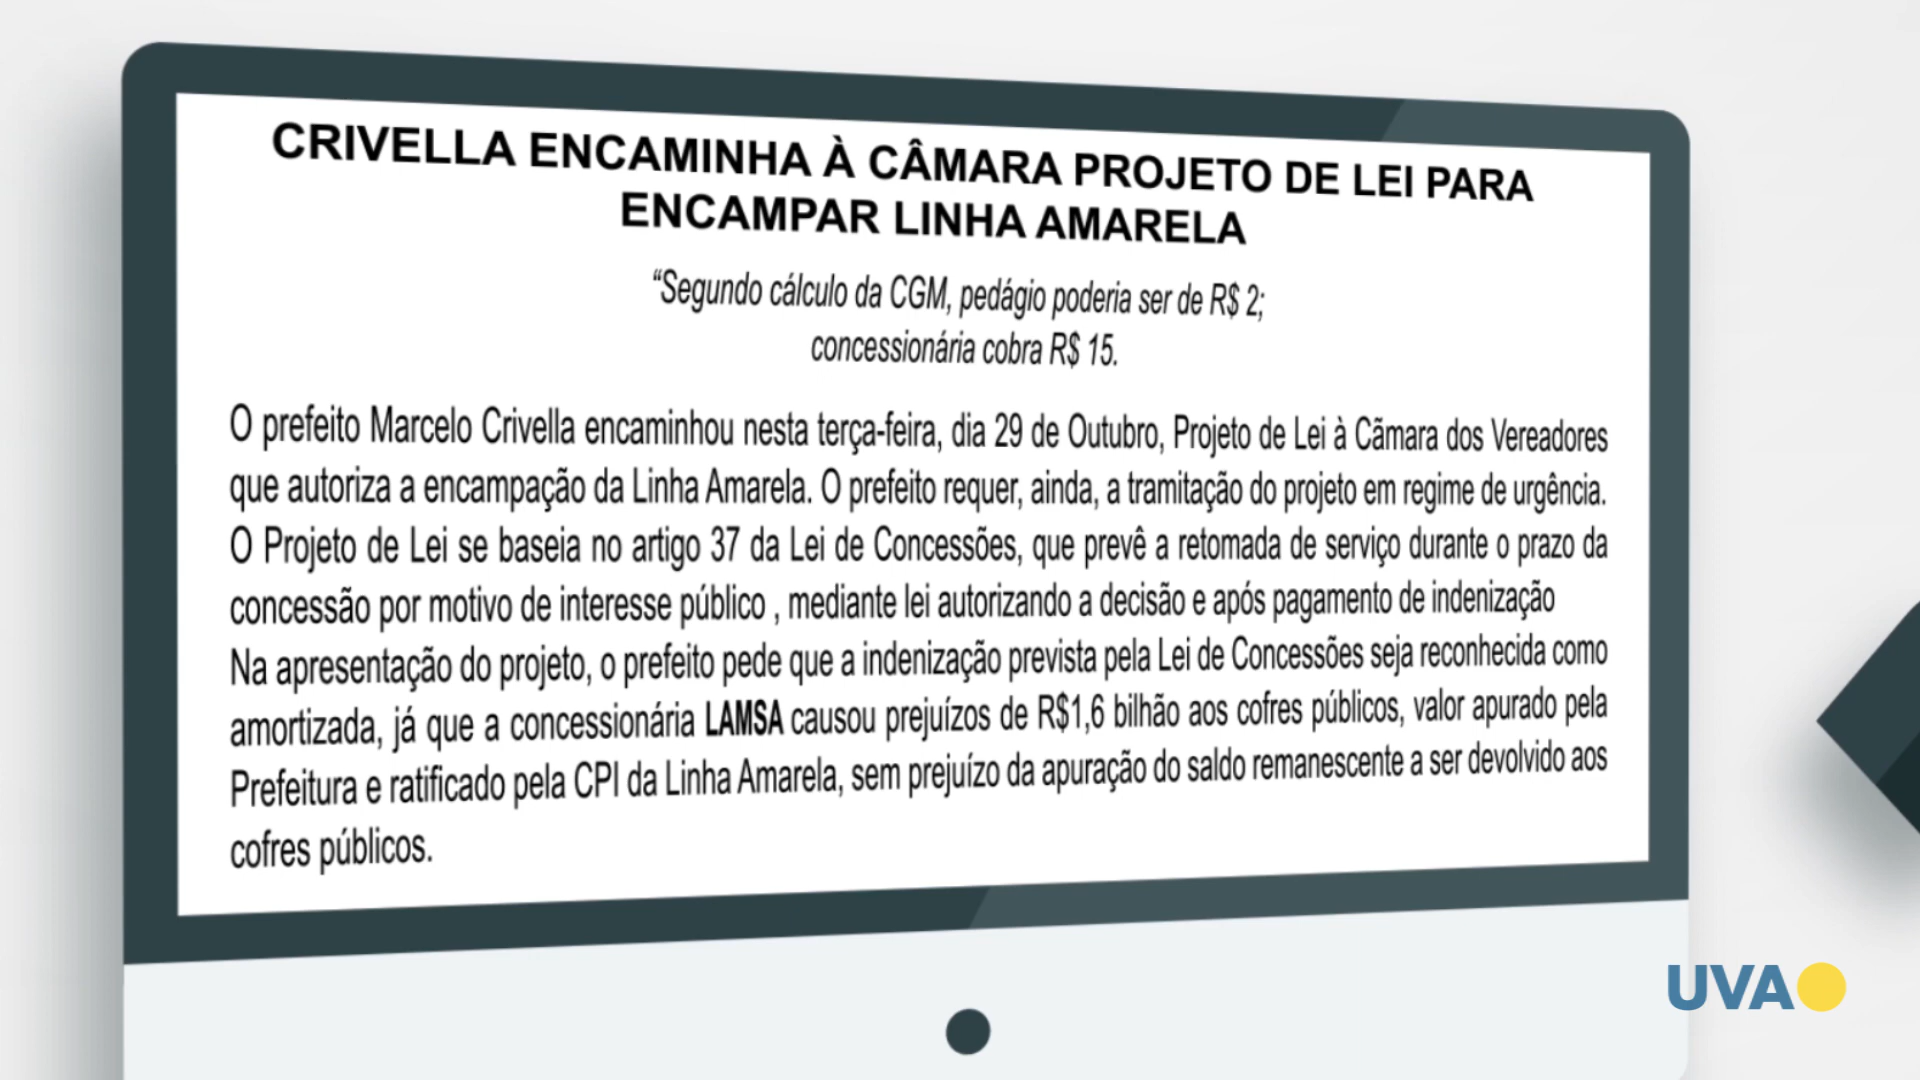 CRIVELLA ENCAMINHA À CÂMARA PROJETO DE LEI PARA
ENCAMPAR LINHA AMARELA
“Segundo cálculo da CGM, pedágio poderia ser de R$ 2;
concessionária cobra R$ 15.
O prefeito Marcelo Crivella encaminhou nesta terça-feira, dia 29 de Outubro, Projeto de Lei à Cãmara dos Vereadores
que autoriza a encampação da Linha Amarela. O prefeito requer, ainda, a tramitação do projeto em regime de urgência.
O Projeto de Lei se baseia no artigo 37 da Lei de Concessões, que prevê a retomada de serviço durante o prazo da
concessão por motivo de interesse público , mediante lei autorizando a decisão e após pagamento de indenização
Na apresentação do projeto, o prefeito pede que a indenização prevista pela Lei de Concessões seja reconhecida como
amortizada, já que a concessionária LAMSA causou prejuízos de R$1,6 bilhão aos cofres públicos, valor apurado pela
Prefeitura e ratificado pela CPI da Linha Amarela, sem prejuízo da apuração do saldo remanescente a ser devolvido aos
cofres públicos.
UVA